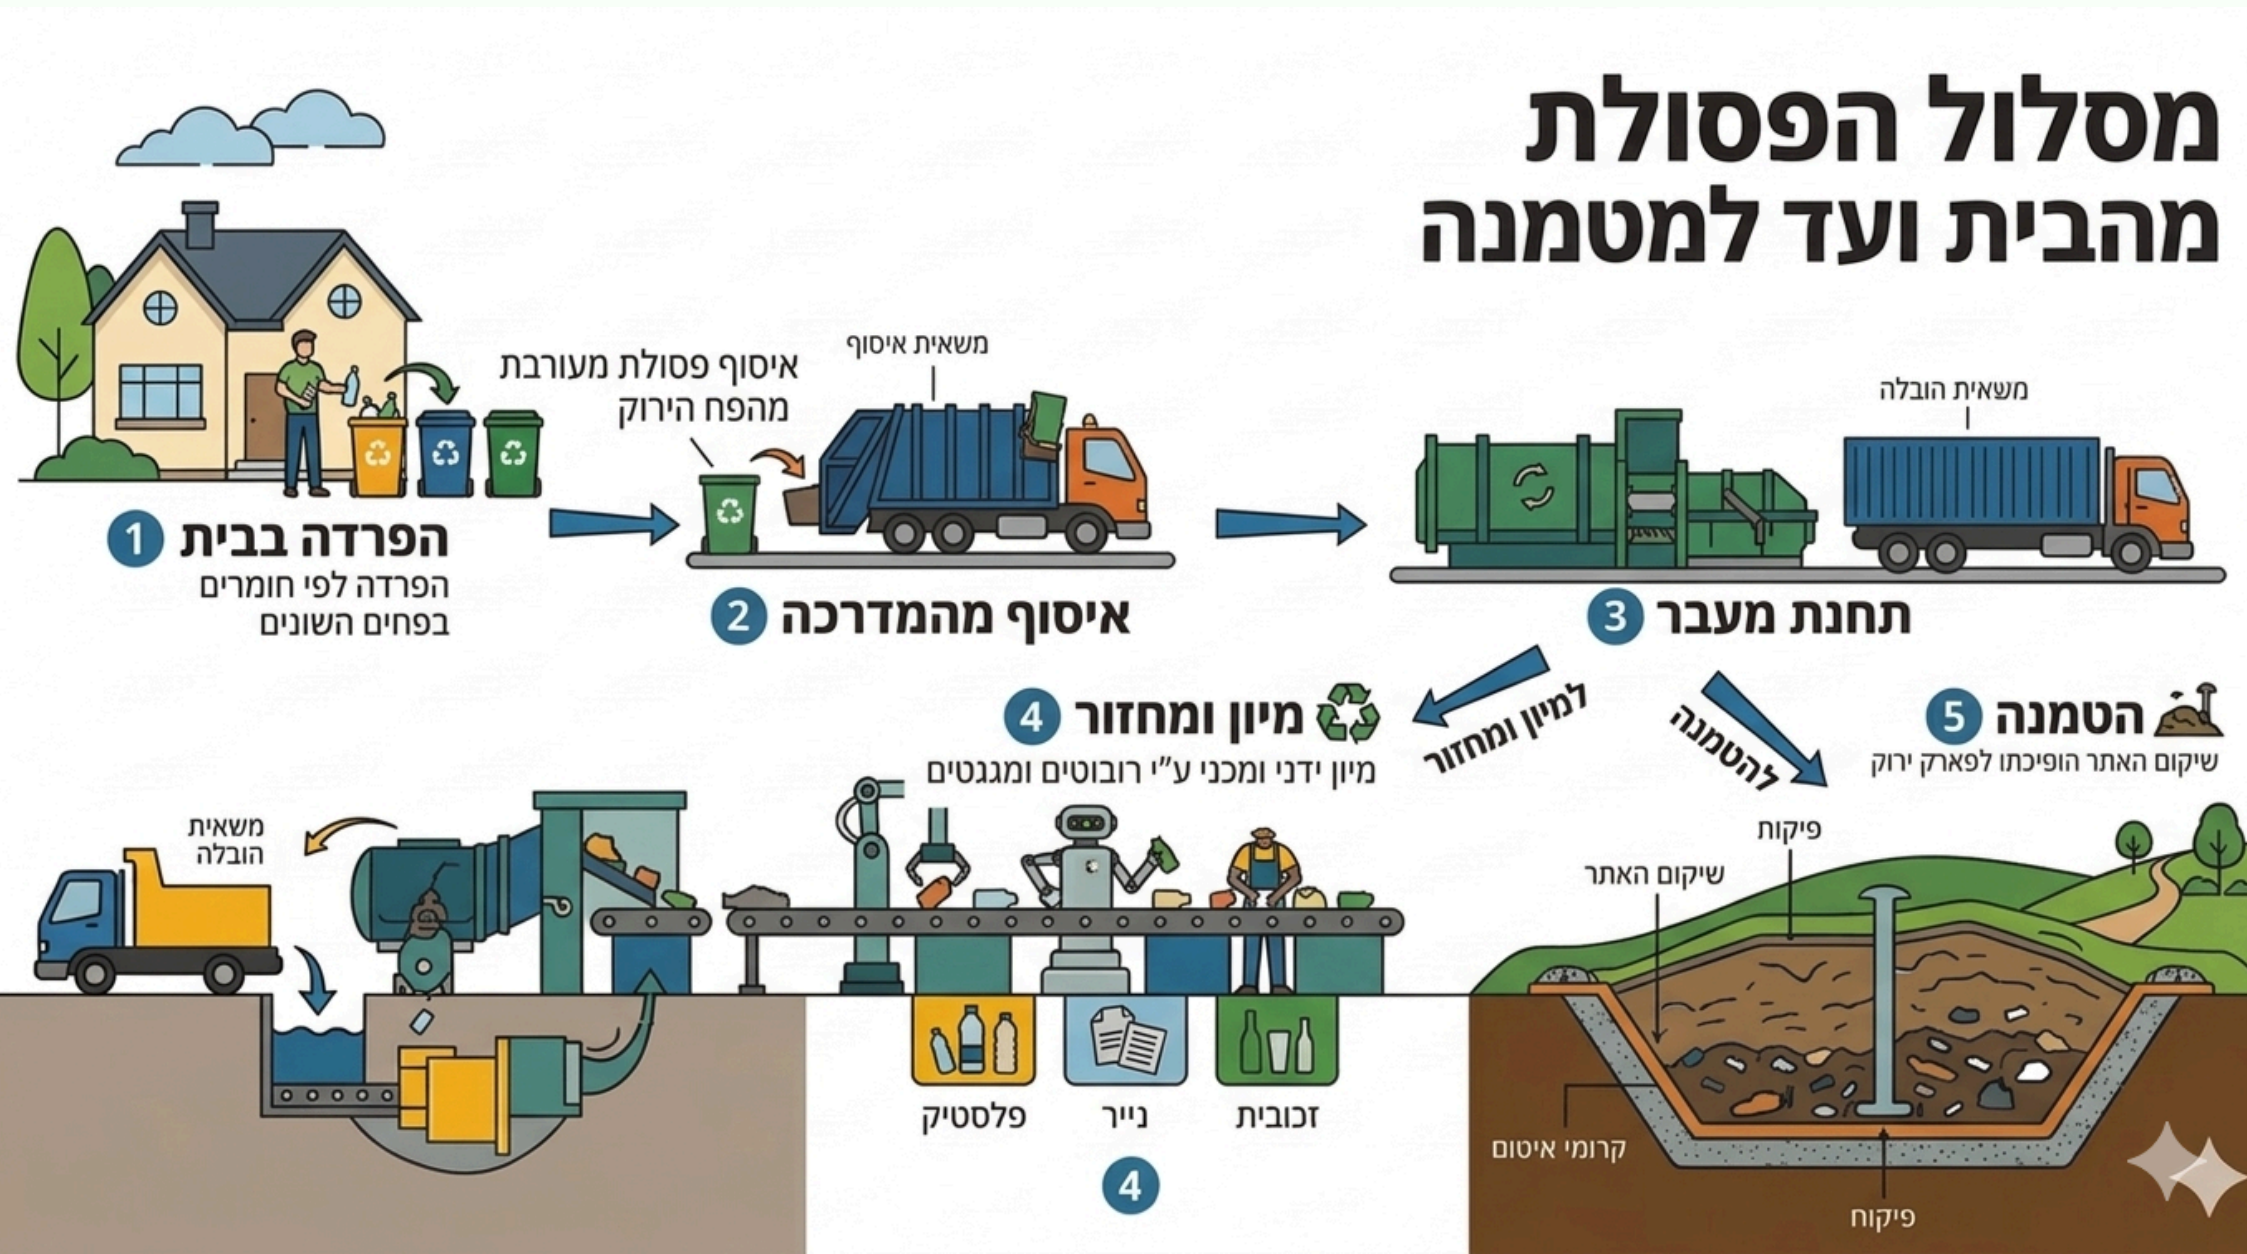 מסלול הפסולת
מהבית ועד למטמנה
1 הפרדה בבית
הפרדה לפי חומרים
בפחים השונים
איסוף פסולת מעורבת
מהפח הירוק
משאית איסוף
2 איסוף מהמדרכה
משאית הובלה
3 תחנת מעבר
למיון ומחזור
להטמנה
4 מיון ומחזור
מיון ידני ומכני ע"י רובוטים ומגגטים
משאית
הובלה
פלסטיק
נייר
זכובית
4
5 הטמנה
שיקום האתר הופיכתו לפארק ירוק
פיקות
שיקום האתר
קרומי איטום
פיקוח